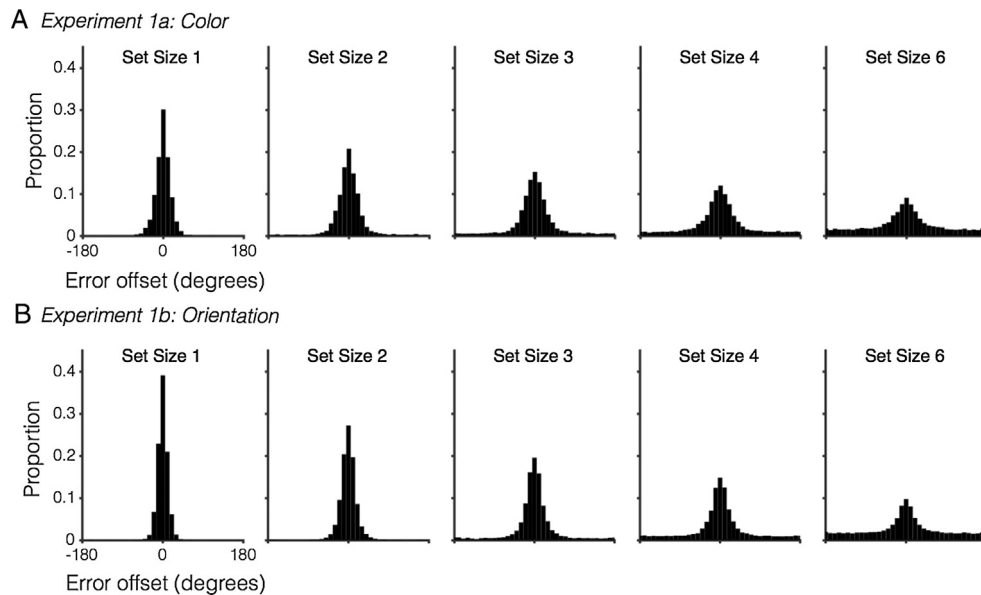 A Experiment 1a: Color
Set Size 1 Set Size 2 Set Size 3 Set Size 4 Set Size 6
0.4
0.3
0.2
0.1
0
Proportion
-180 0 180
Error offset (degrees)
B Experiment 1b: Orientation
Set Size 1 Set Size 2 Set Size 3 Set Size 4 Set Size 6
0.4
0.3
0.2
0.1
0
Proportion
-180 0 180
Error offset (degrees)